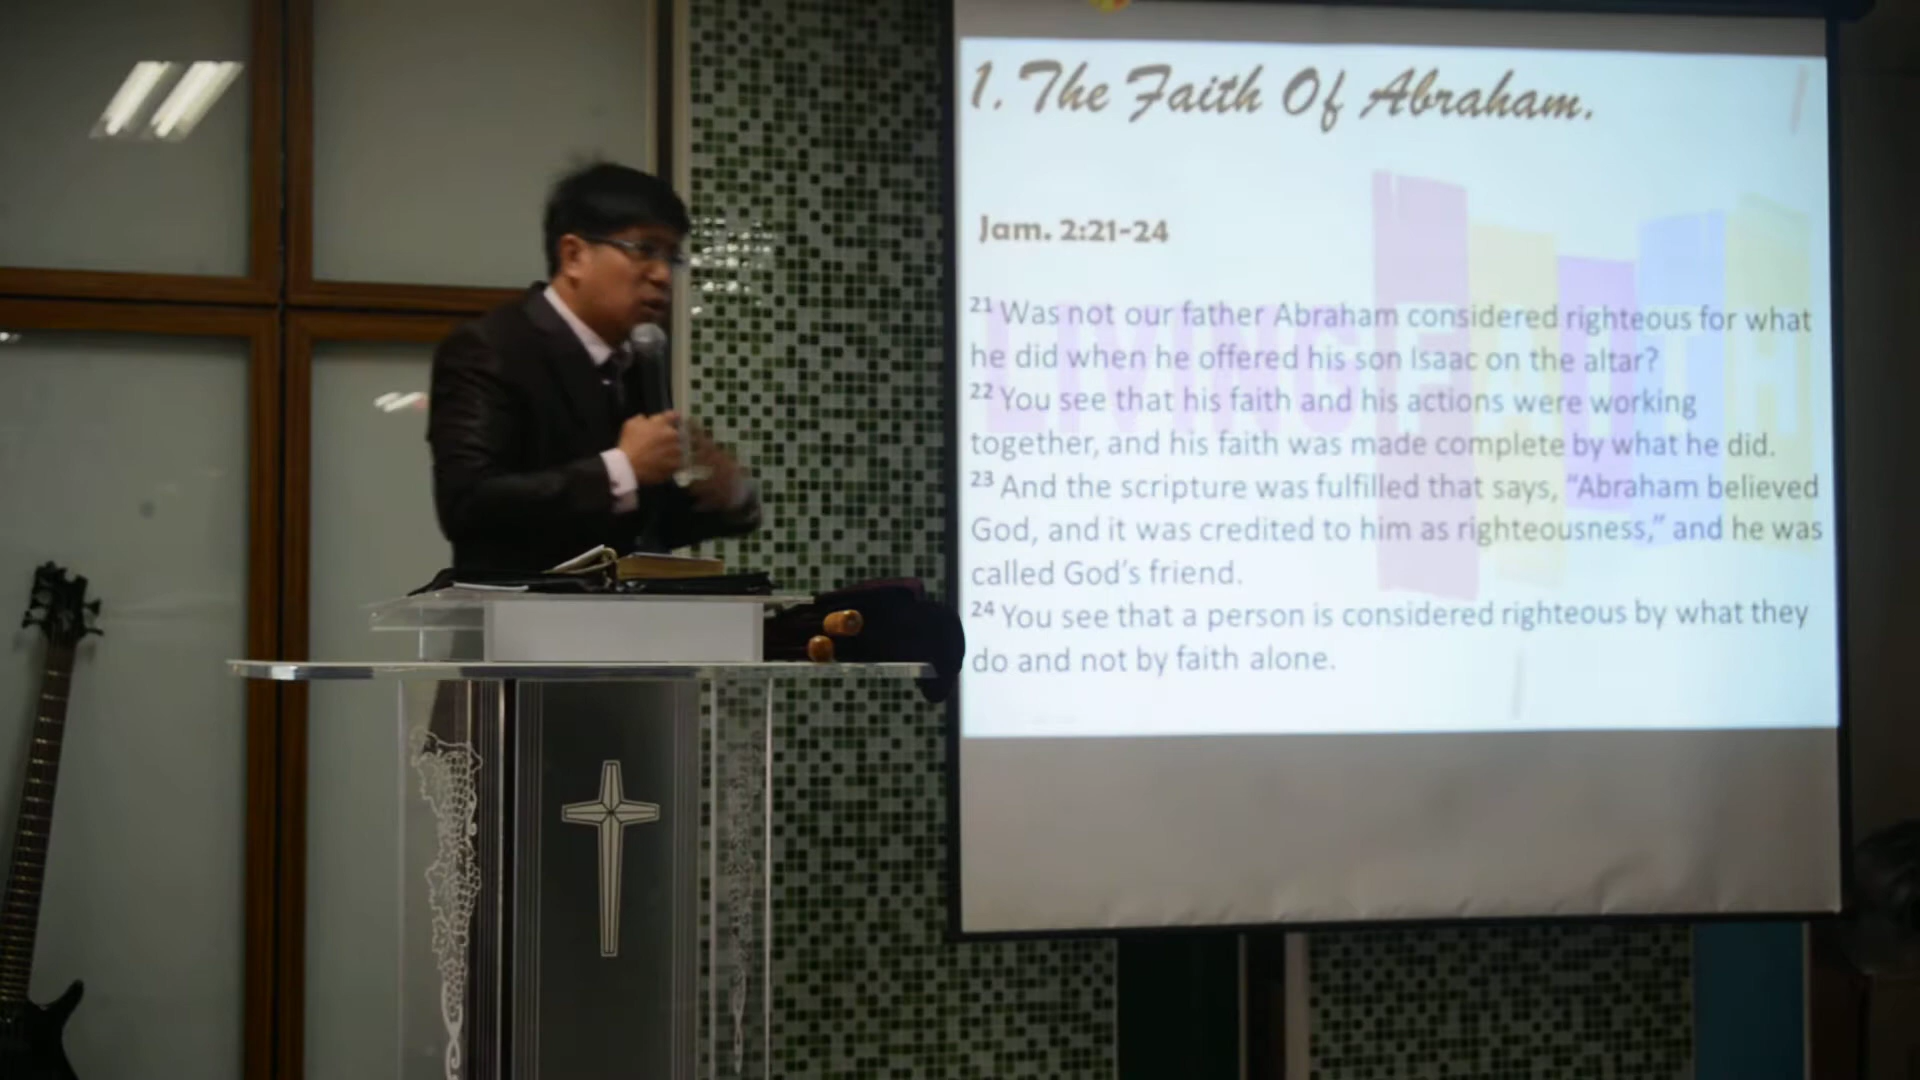 1. The Faith Of Abraham.
Jam. 2:21-24
21 Was not our father Abraham considered righteous for what
he did when he offered his son Isaac on the altar?
22 You see that his faith and his actions were working
together, and his faith was made complete by what he did.
23 And the scripture was fulfilled that says, “Abraham believed
God, and it was credited to him as righteousness,” and he was
called God’s friend.
24 You see that a person is considered righteous by what they
do and not by faith alone.
LIVING FAITH